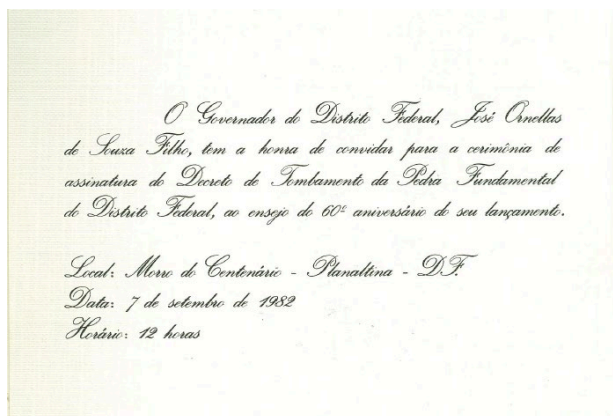 O Governador do Distrito Federal, José Ornellas
de Souza Filho, tem a honra de convidar para a cerimônia de
assinatura do Decreto de Tombamento da Pedra Fundamental
do Distrito Federal, ao ensejo do 60º aniversário do seu lançamento.
Local: Morro do Centenário - Planaltina - D.F.
Data: 7 de setembro de 1982
Horário: 12 horas